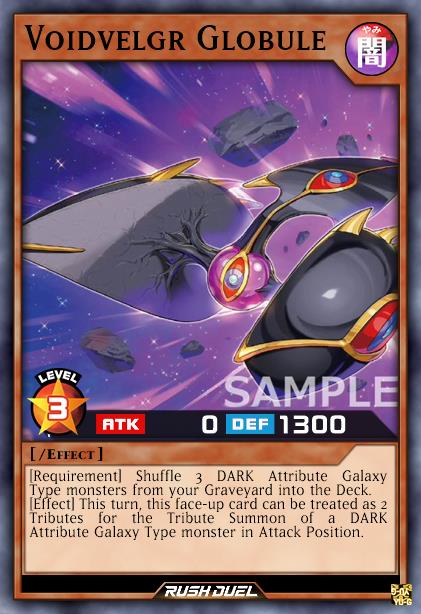 Voidvelgr Globule
やみ
闇
SAMPLE
LEVEL
3
ATK 0 DEF 1300
[ /Effect ]
[Requirement] Shuffle 3 DARK Attribute Galaxy
Type monsters from your Graveyard into the Deck.
[Effect] This turn, this face-up card can be treated as 2
Tributes for the Tribute Summon of a DARK
Attribute Galaxy Type monster in Attack Position.
RUSH DUEL